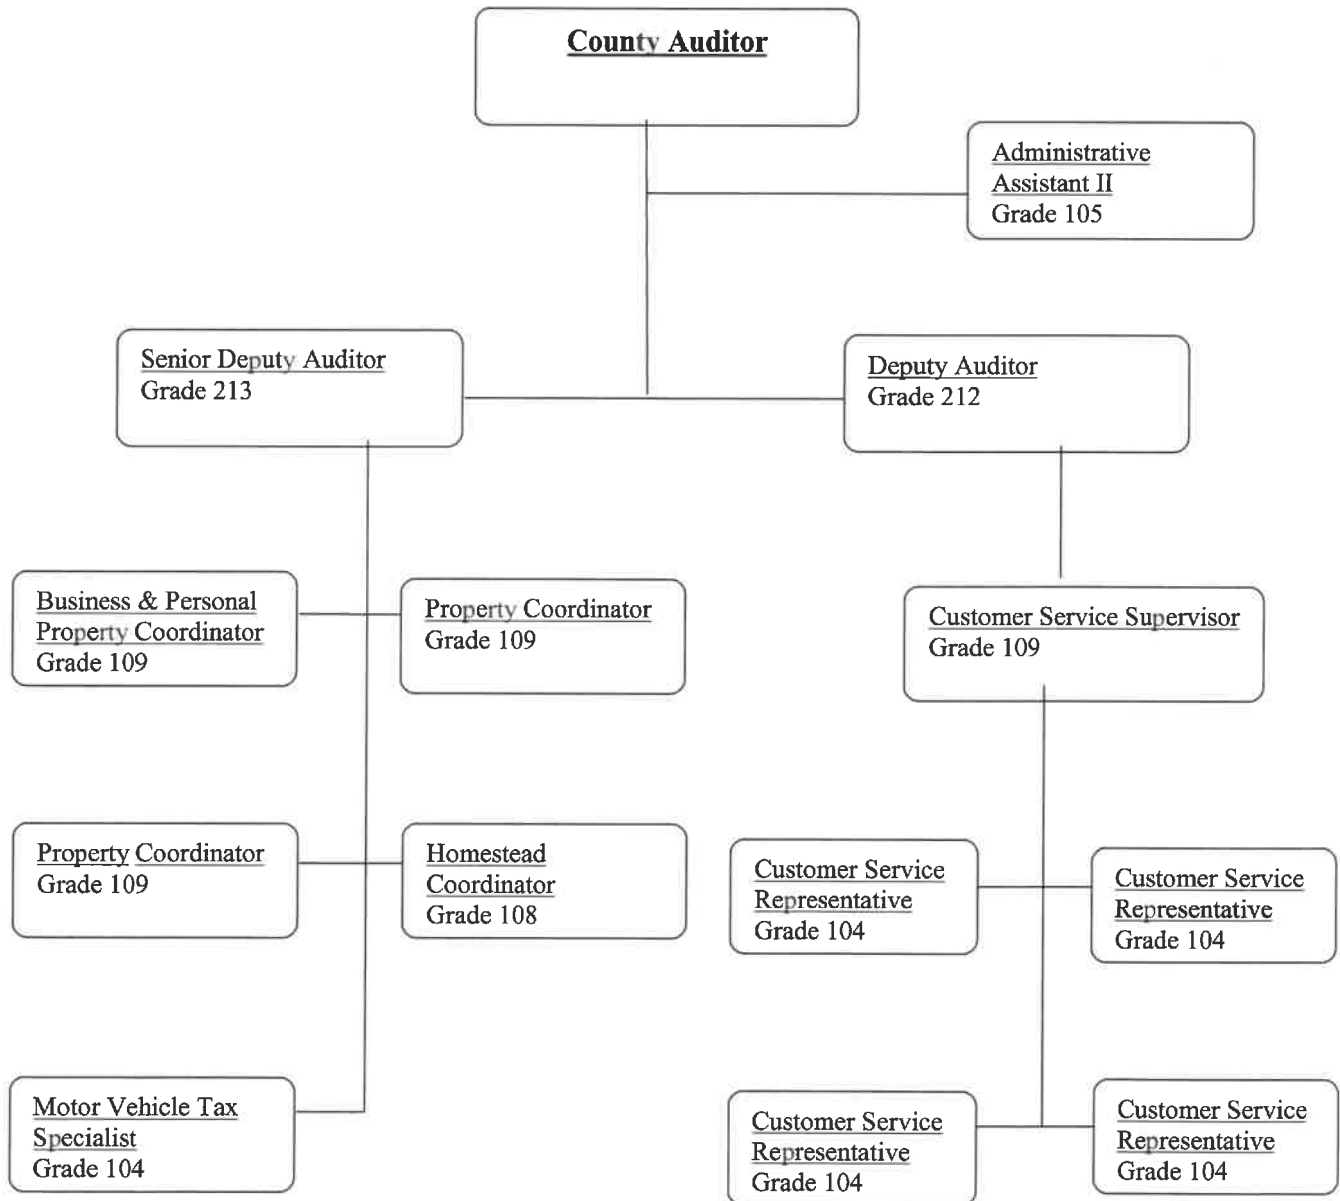 County Auditor
Administrative
Assistant II
Grade 105
Senior Deputy Auditor
Grade 213
Deputy Auditor
Grade 212
Business & Personal
Property Coordinator
Grade 109
Property Coordinator
Grade 109
Customer Service Supervisor
Grade 109
Property Coordinator
Grade 109
Homestead
Coordinator
Grade 108
Customer Service
Representative
Grade 104
Customer Service
Representative
Grade 104
Motor Vehicle Tax
Specialist
Grade 104
Customer Service
Representative
Grade 104
Customer Service
Representative
Grade 104